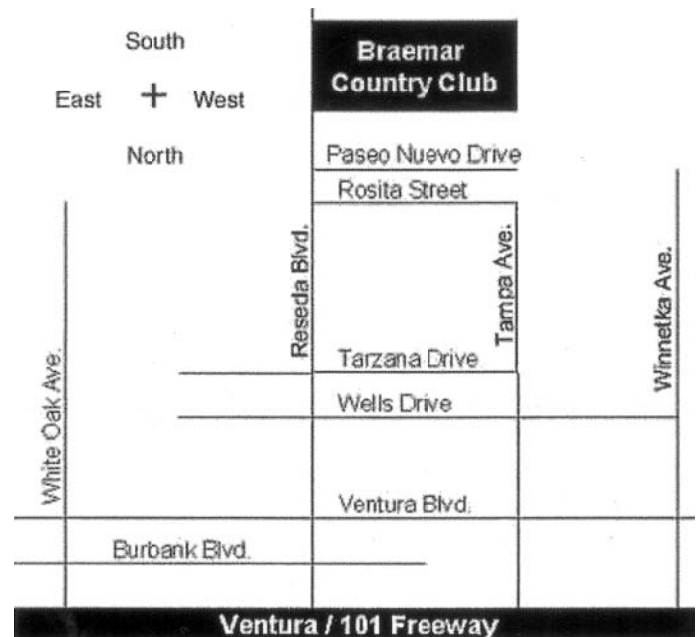 South
Braemar
Country Club
East
West
North
Paseo Nuevo Drive
Rosita Street
Reseda Blvd.
Tampa Ave.
Winnetka Ave.
Tarzana Drive
White Oak Ave.
Wells Drive
Ventura Blvd.
Burbank Blvd.
Ventura / 101 Freeway